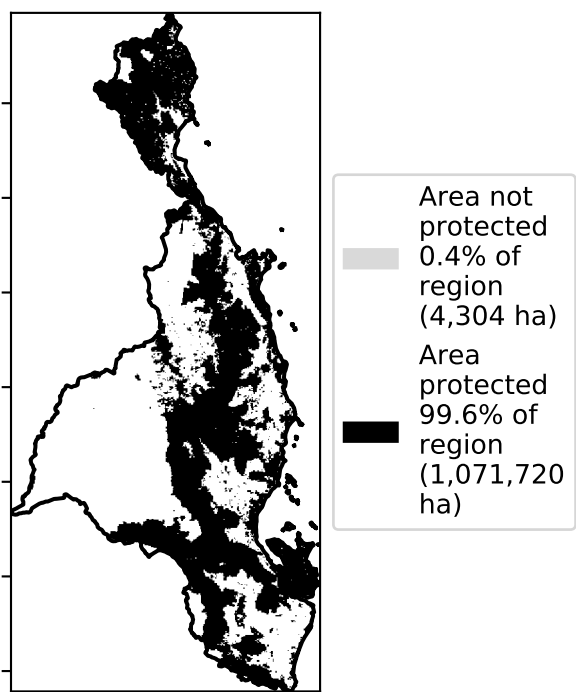 Area not
protected
0.4% of
region
(4,304 ha)
Area
protected
99.6% of
region
(1,071,720
ha)